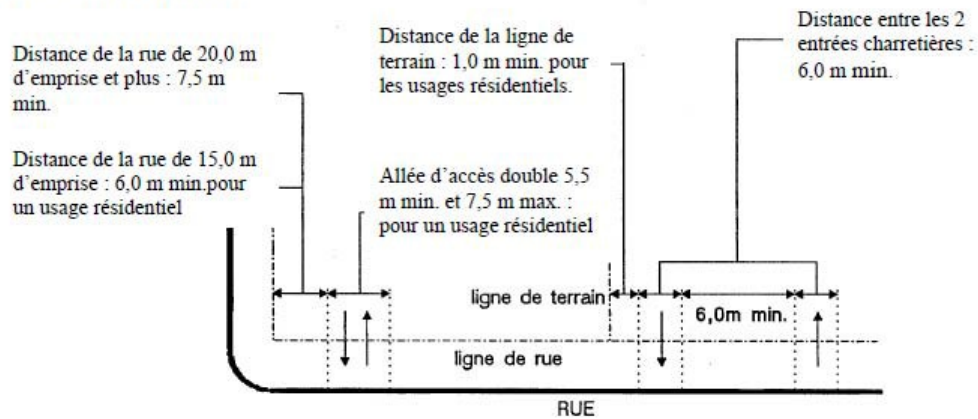 Distance de la rue de 20,0 m
d'emprise et plus : 7,5 m
min.
Distance de la rue de 15,0 m
d'emprise : 6,0 m min.pour
un usage résidentiel
Distance de la ligne de
terrain : 1,0 m min. pour
les usages résidentiels.
Allée d'accès double 5,5
m min. et 7,5 m max. :
pour un usage résidentiel
Distance entre les 2
entrées charretières :
6,0 m min.
ligne de terrain
6,0m min.
ligne de rue
RUE